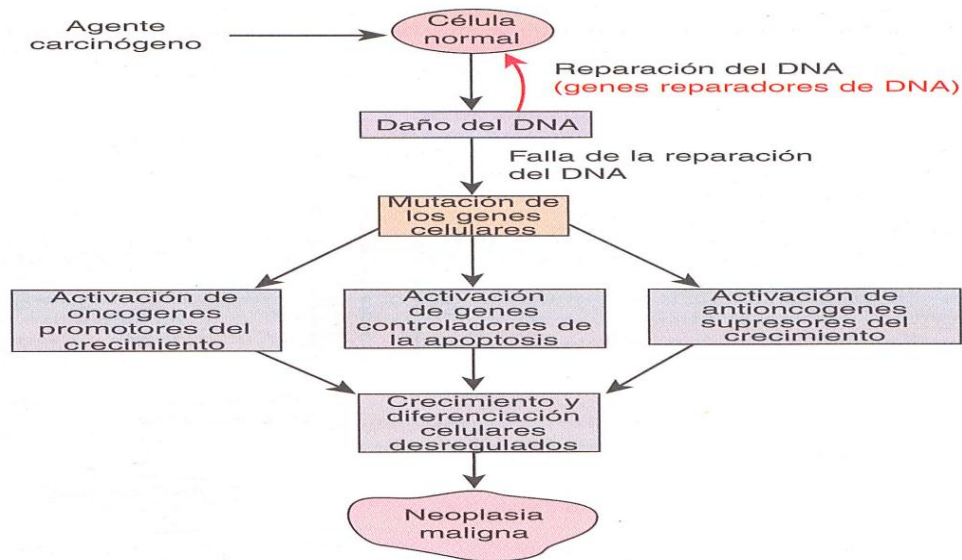 Agente
carcinógeno
Célula
normal
Reparación del DNA
(genes reparadores de DNA)
Daño del DNA
Falla de la reparación
del DNA
Mutación de
los genes
celulares
Activación de
oncogenes
promotores del
crecimiento
Activación
de genes
controladores de
la apoptosis
Activación de
antioncogenes
supresores del
crecimiento
Crecimiento y
diferenciación
celulares
desregulados
Neoplasia
maligna